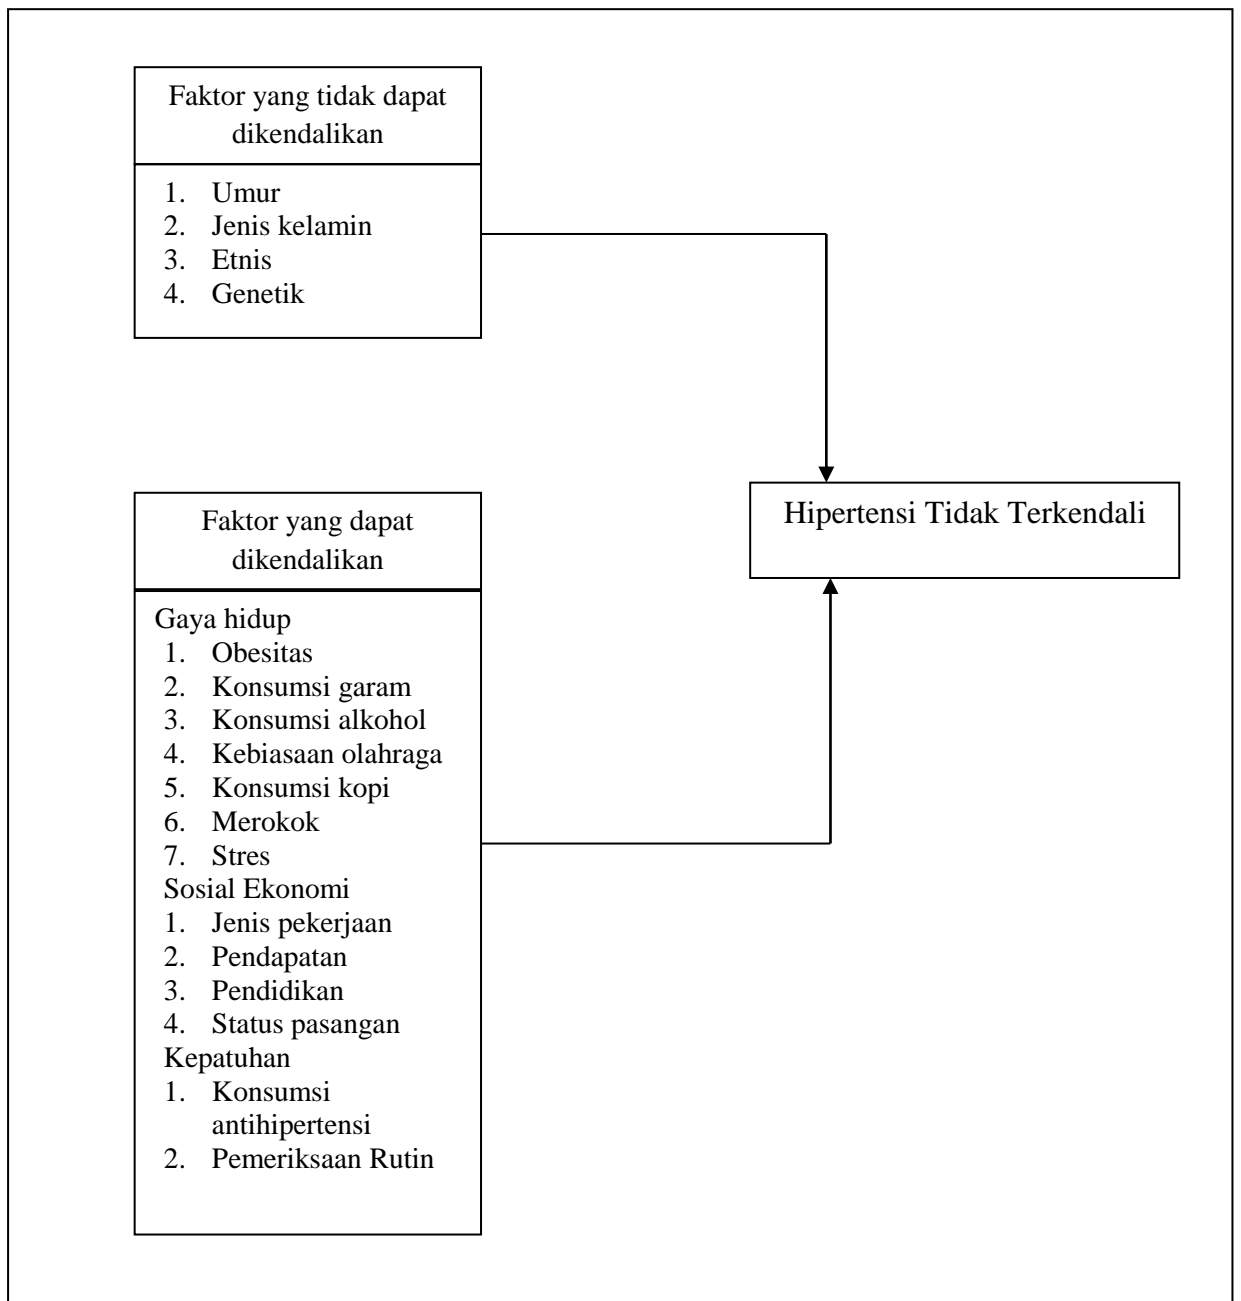 Faktor yang tidak dapat
dikendalikan
1. Umur
2. Jenis kelamin
3. Etnis
4. Genetik
Hipertensi Tidak Terkendali
Faktor yang dapat
dikendalikan
Gaya hidup
1. Obesitas
2. Konsumsi garam
3. Konsumsi alkohol
4. Kebiasaan olahraga
5. Konsumsi kopi
6. Merokok
7. Stres
Sosial Ekonomi
1. Jenis pekerjaan
2. Pendapatan
3. Pendidikan
4. Status pasangan
Kepatuhan
1. Konsumsi
antihipertensi
2. Pemeriksaan Rutin